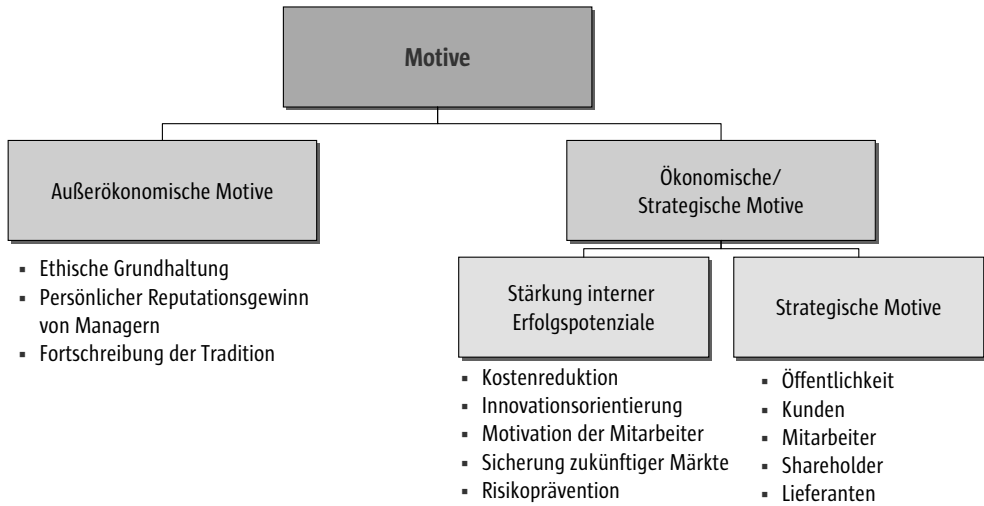 Motive
Außerökonomische Motive
▪ Ethische Grundhaltung
▪ Persönlicher Reputationsgewinn
von Managern
▪ Fortschreibung der Tradition
Ökonomische/
Strategische Motive
Stärkung interner
Erfolgspotenziale
▪ Kostenreduktion
▪ Innovationsorientierung
▪ Motivation der Mitarbeiter
▪ Sicherung zukünftiger Märkte
▪ Risikoprävention
Strategische Motive
▪ Öffentlichkeit
▪ Kunden
▪ Mitarbeiter
▪ Shareholder
▪ Lieferanten